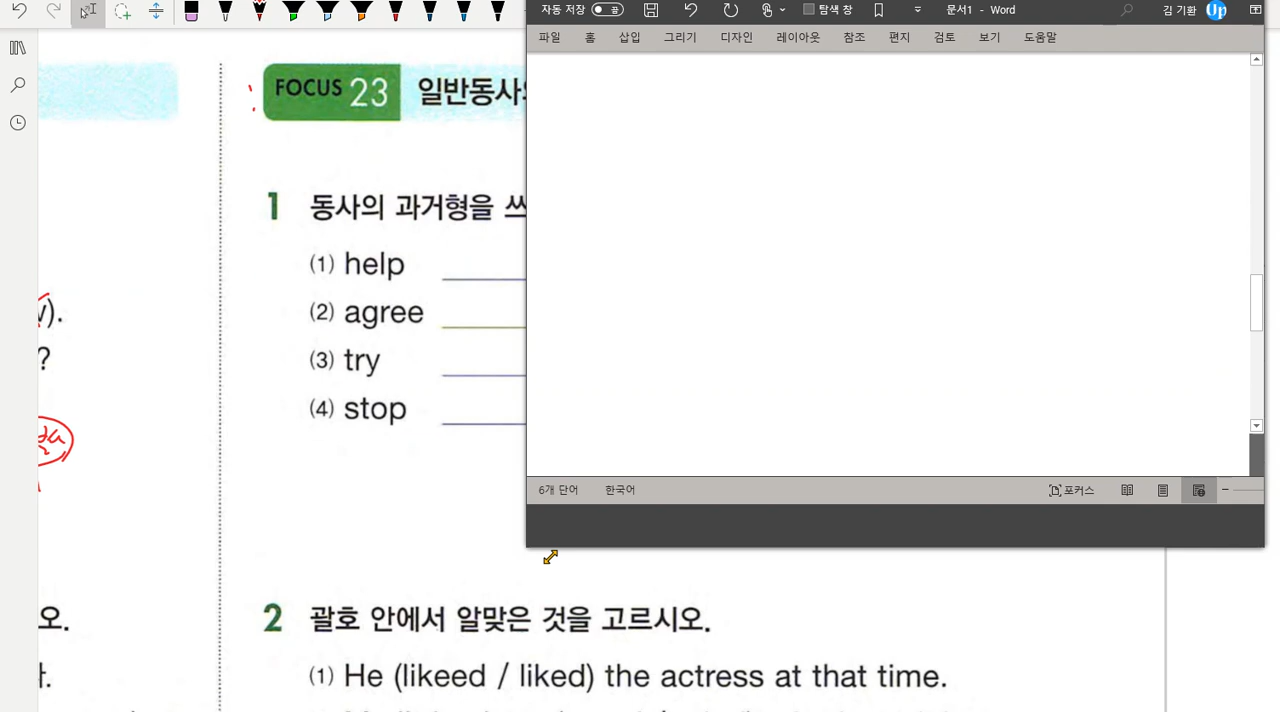 자동 저장 끔 탐색 창 문서1 - Word 김 기환 Up
파일 홈 삽입 그리기 디자인 레이아웃 참조 편지 검토 보기 도움말
FOCUS 23 일반동사의
1 동사의 과거형을 쓰
(1) help
(2) agree
(3) try
(4) stop
).
?
6개 단어 한국어 포커스
오.
2 괄호 안에서 알맞은 것을 고르시오.
(1) He (likeed / liked) the actress at that time.